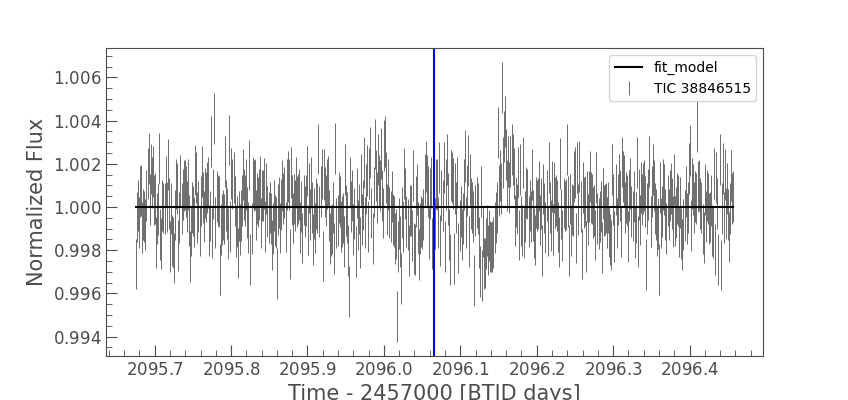 1.006
1.004
1.002
1.000
0.998
0.996
0.994
Normalized Flux
fit_model
TIC 38846515
2095.7 2095.8 2095.9 2096.0 2096.1 2096.2 2096.3 2096.4
Time - 2457000 [BTJD days]